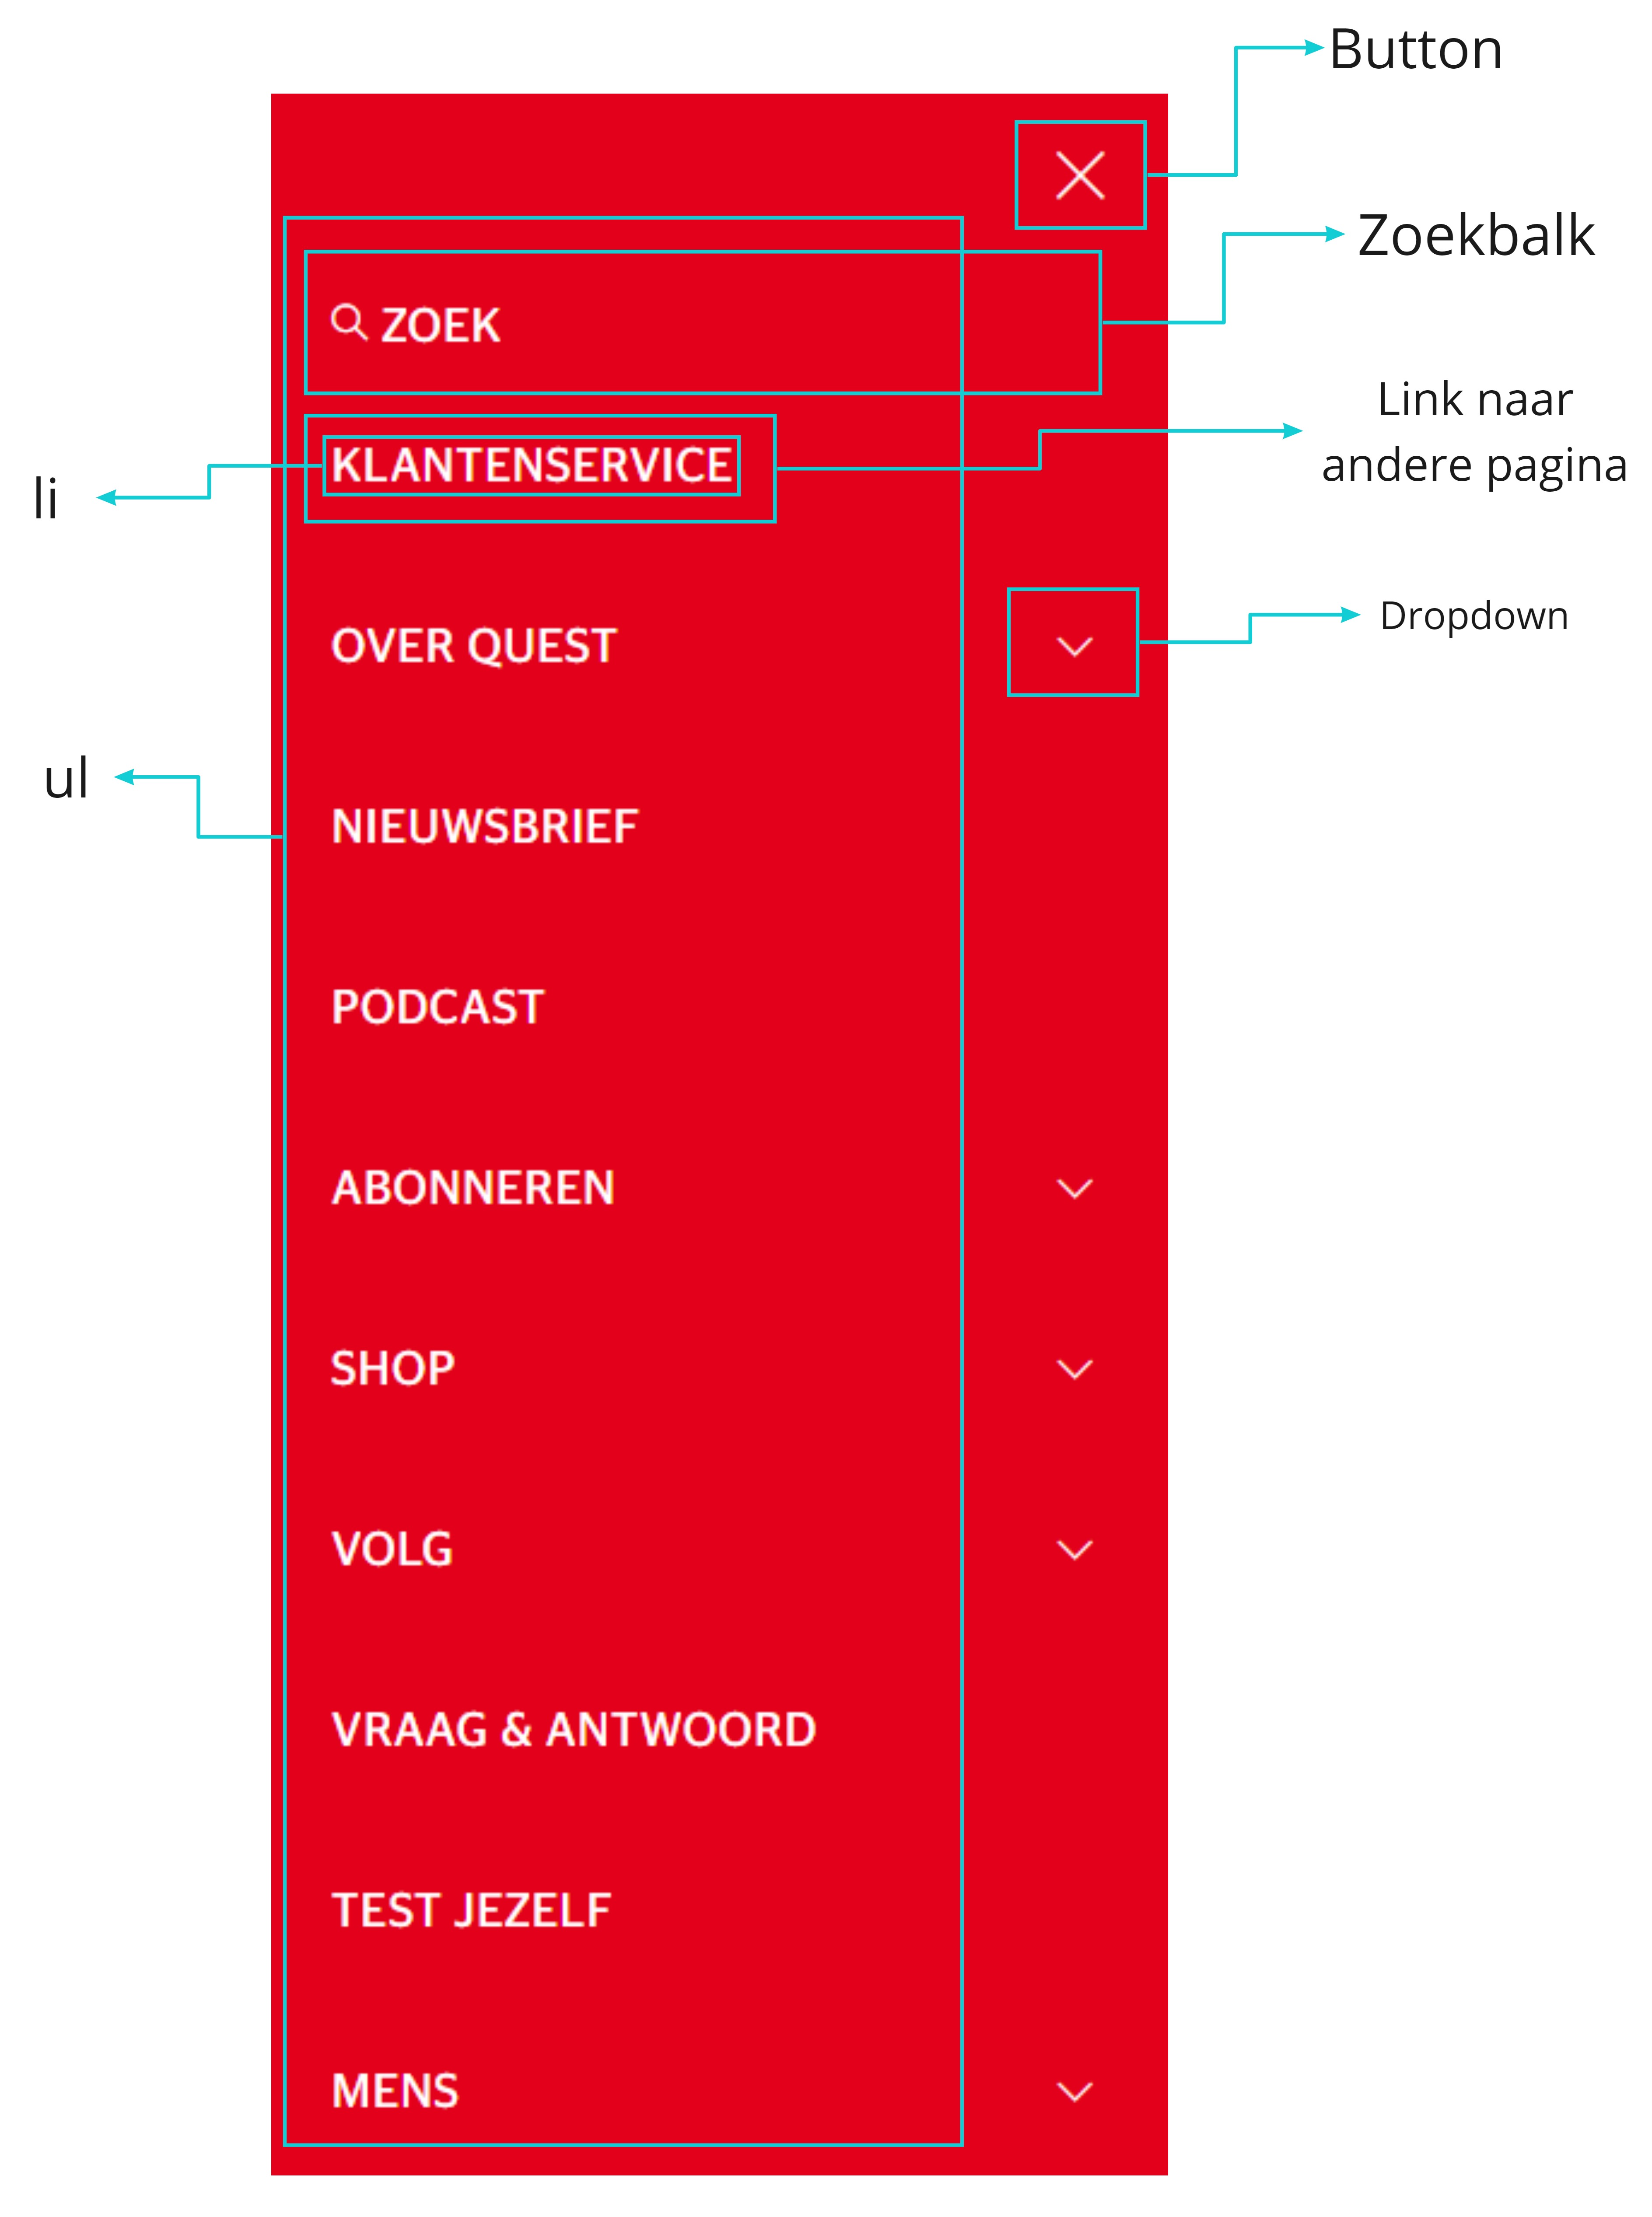 Button
Zoekbalk
ZOEK
Link naar
andere pagina
KLANTENSERVICE
li
Dropdown
OVER QUEST
ul
NIEUWSBRIEF
PODCAST
ABONNEREN
SHOP
VOLG
VRAAG & ANTWOORD
TEST JEZELF
MENS